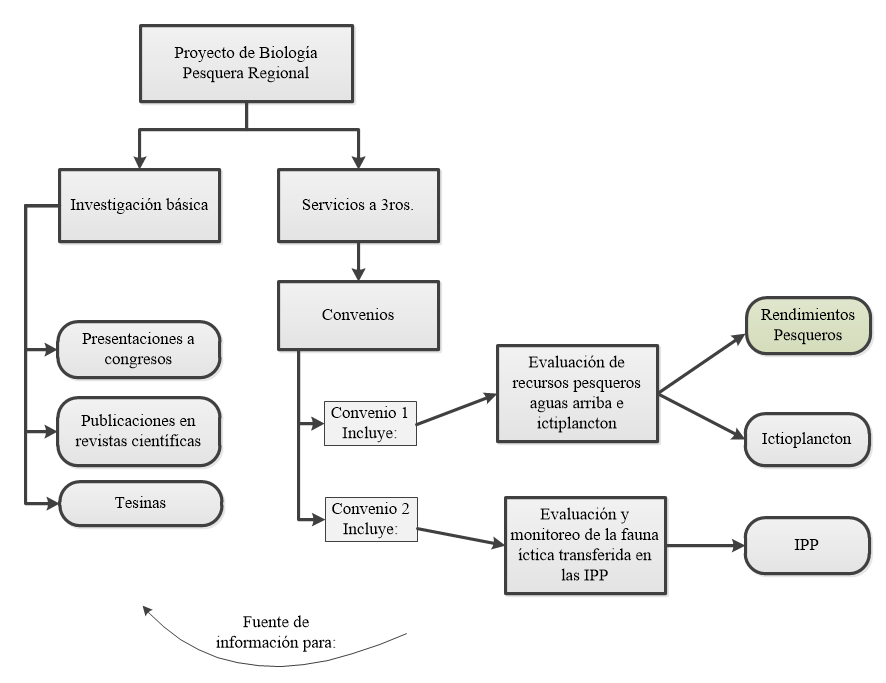 Proyecto de Biología
Pesquera Regional
Investigación básica
Servicios a 3ros.
Convenios
Presentaciones a
congresos
Publicaciones en
revistas científicas
Tesinas
Convenio 1
Incluye:
Evaluación de
recursos pesqueros
aguas arriba e
ictiplancton
Rendimientos
Pesqueros
Ictioplancton
Convenio 2
Incluye:
Evaluación y
monitoreo de la fauna
íctica transferida en
las IPP
IPP
Fuente de
información para: